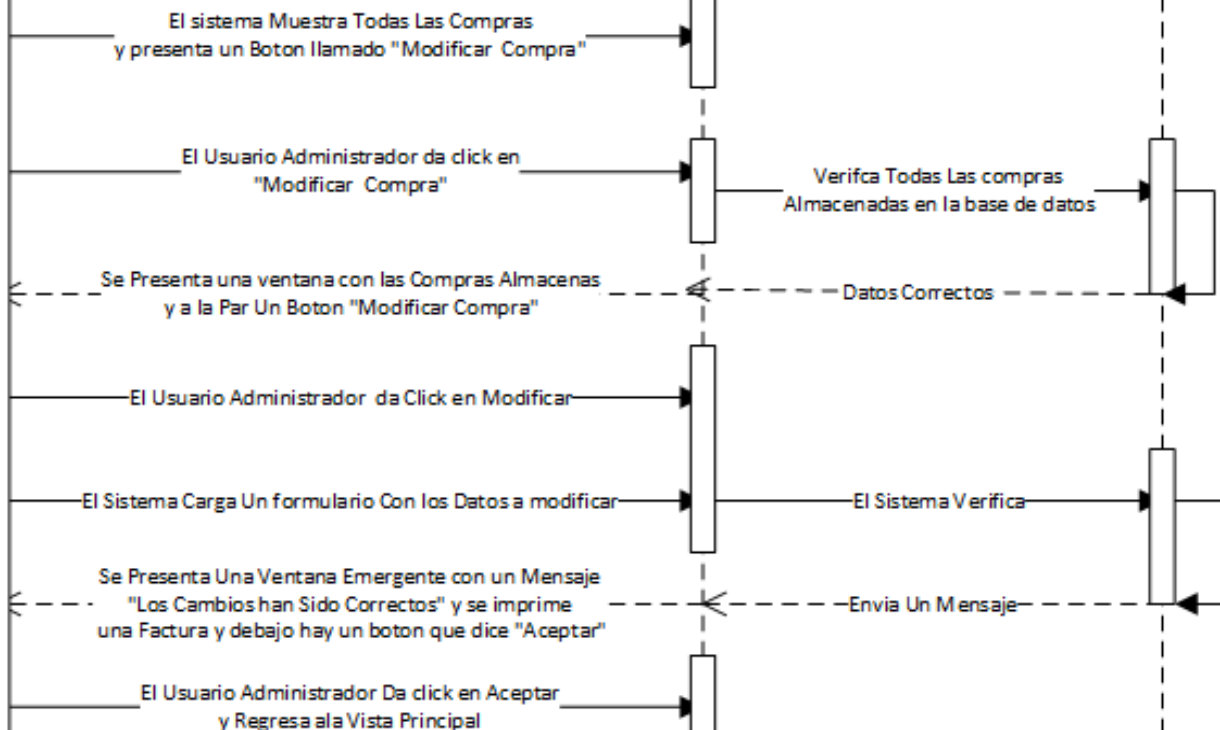 El sistema Muestra Todas Las Compras
y presenta un Boton llamado "Modificar Compra"
El Usuario Administrador da click en
"Modificar Compra"
Verifca Todas Las compras
Almacenadas en la base de datos
Se Presenta una ventana con las Compras Almacenas
y a la Par Un Boton "Modificar Compra"
Datos Correctos
El Usuario Administrador da Click en Modificar
El Sistema Carga Un formulario Con los Datos a modificar
El Sistema Verifica
Se Presenta Una Ventana Emergente con un Mensaje
"Los Cambios han Sido Correctos" y se imprime
una Factura y debajo hay un boton que dice "Aceptar"
Envia Un Mensaje
El Usuario Administrador Da click en Aceptar
y Regresa ala Vista Principal